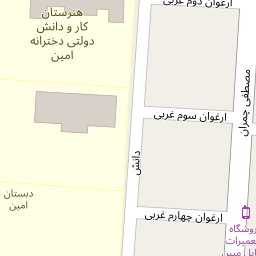 ارغوان دوم غربی
هنرستان
کار و دانش
دولتی دخترانه
امین
مصطفی چمران
ارغوان سوم غربی
دانش
دبستان
امین
ارغوان چهارم غربی